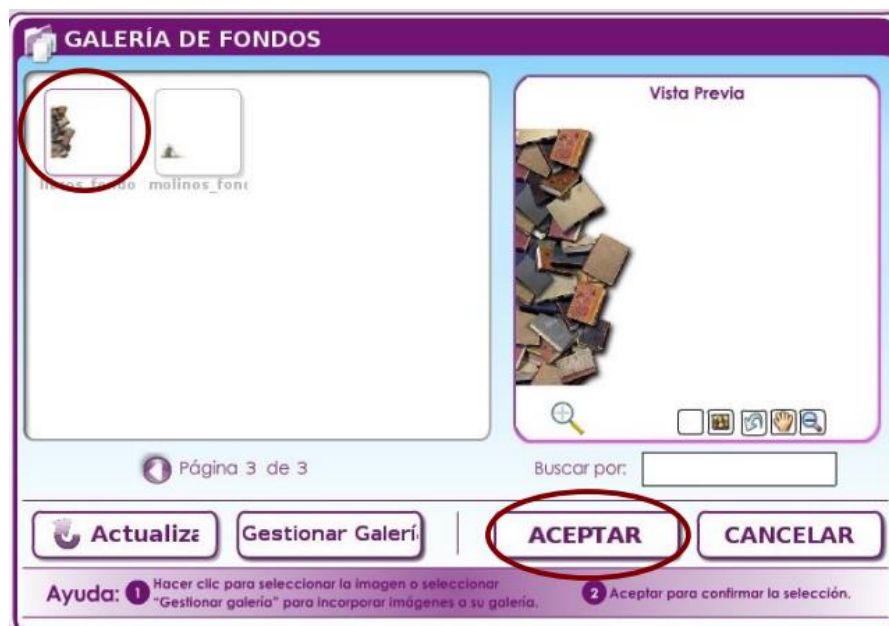 GALERÍA DE FONDOS
Vista Previa
libros_fondo
molinos_fond
Página 3 de 3
Buscar por:
Actualiza
Gestionar Galerí
ACEPTAR
CANCELAR
Ayuda: 1 Hacer clic para seleccionar la imagen o seleccionar
"Gestionar galería" para incorporar imágenes a su galería.
2 Aceptar para confirmar la selección.